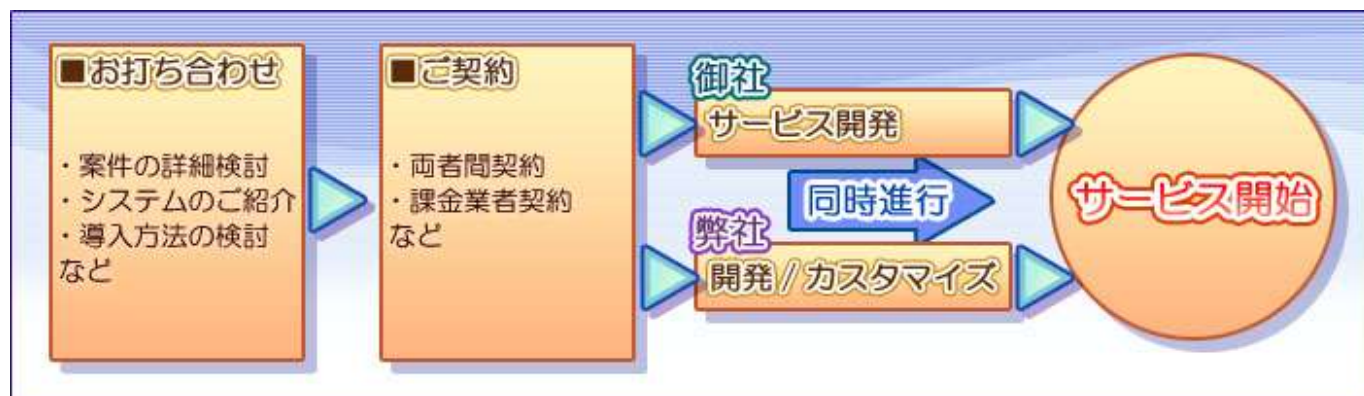 ■お打ち合わせ
・案件の詳細検討
・システムのご紹介
・導入方法の検討
など
■ご契約
・両者間契約
・課金業者契約
など
御社
サービス開発
同時進行
弊社
開発/カスタマイズ
サービス開始